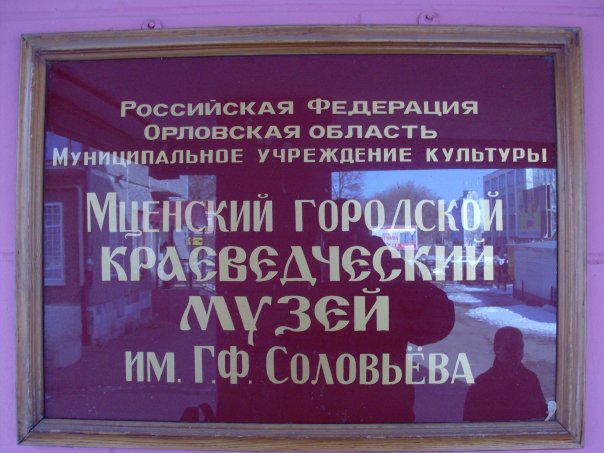 Российская Федерация
Орловская область
Муниципальное учреждение культуры
Мценский городской
краеведческий
музей
им. Г.Ф. Соловьёва